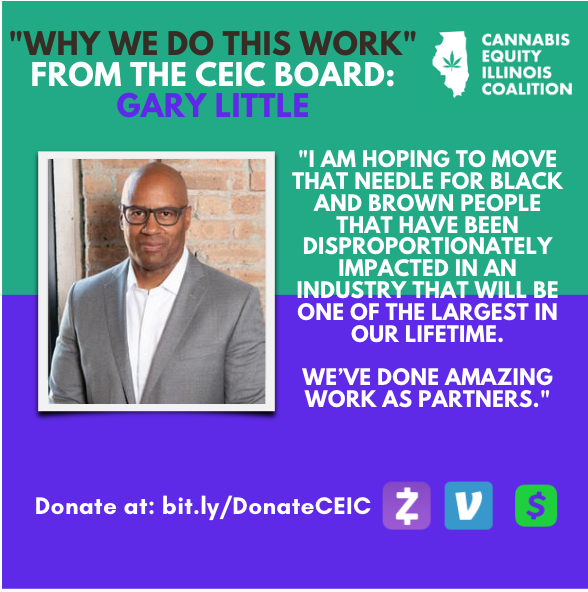 "WHY WE DO THIS WORK"
FROM THE CEIC BOARD:
GARY LITTLE
CANNABIS
EQUITY
ILLINOIS
COALITION
"I AM HOPING TO MOVE
THAT NEEDLE FOR BLACK
AND BROWN PEOPLE
THAT HAVE BEEN
DISPROPORTIONATELY
IMPACTED IN AN
INDUSTRY THAT WILL BE
ONE OF THE LARGEST IN
OUR LIFETIME.
WE’VE DONE AMAZING
WORK AS PARTNERS."
Donate at: bit.ly/DonateCEIC